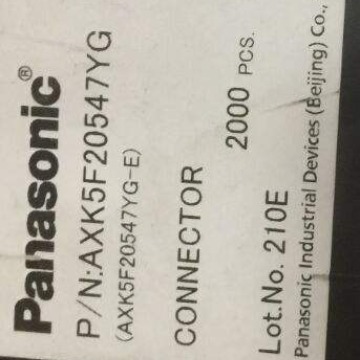 Panasonic®
P/N:AXK5F20547YG
(AXK5F20547YG-E)
CONNECTOR
2000 PCS.
Lot.No. 210E
Panasonic Industrial Devices (Beijing) Co.,